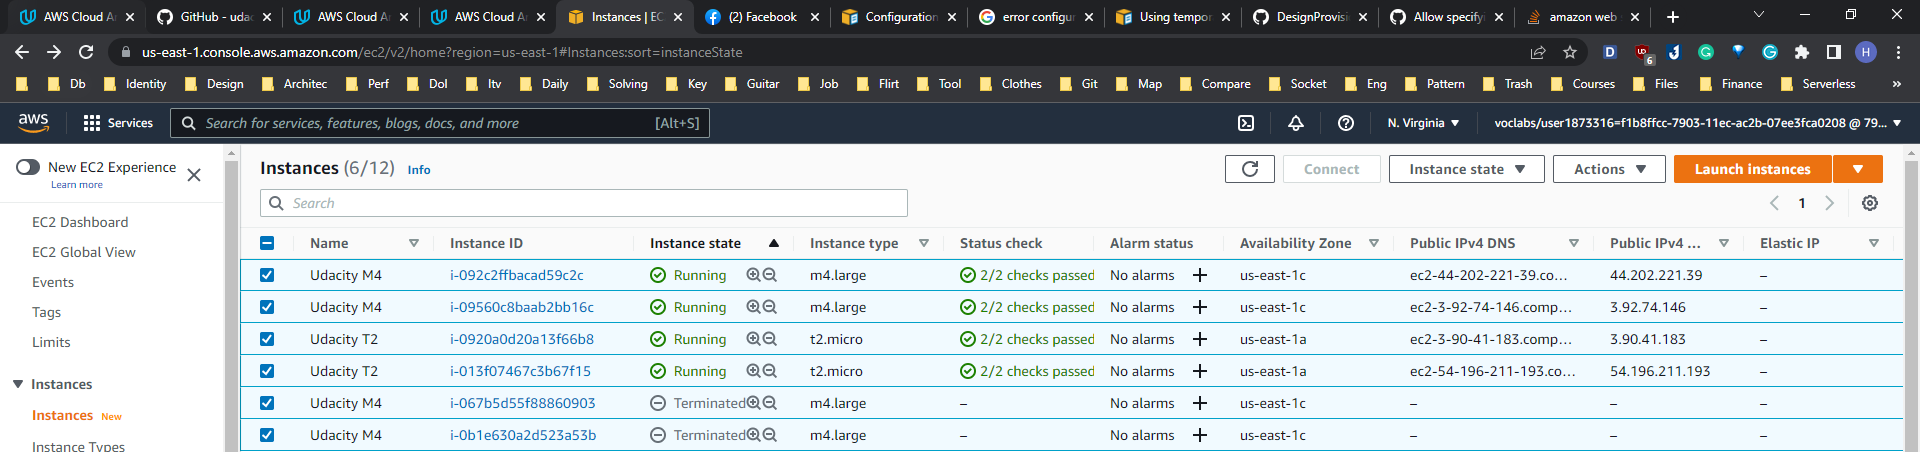 AWS Cloud Ar GitHub - udac AWS Cloud Ar AWS Cloud Ar Instances | EC (2) Facebook Configuration error configur Using tempor DesignProvisi Allow specifyi amazon web
us-east-1.console.aws.amazon.com/ec2/v2/home?region=us-east-1#Instances:sort=instanceState
6
H
Db Identity Design Architec Perf Dol Itv Daily Solving Key Guitar Job Flirt Tool Clothes Git Map Compare Socket Eng Pattern Trash Courses Files Finance Serverless »
aws Services Search for services, features, blogs, docs, and more [Alt+S] N. Virginia voclabs/user1873316=f1b8ffcc-7903-11ec-ac2b-07ee3fca0208 @ 79...
New EC2 Experience
Learn more
EC2 Dashboard
EC2 Global View
Events
Tags
Limits
Instances
Instances New
Instance Types
Instances (6/12) Info Connect Instance state Actions Launch instances
Search 1
Name Instance ID Instance state Instance type Status check Alarm status Availability Zone Public IPv4 DNS Public IPv4 ... Elastic IP
Udacity M4 i-092c2ffbacad59c2c Running m4.large 2/2 checks passed No alarms + us-east-1c ec2-44-202-221-39.co... 44.202.221.39 –
Udacity M4 i-09560c8baab2bb16c Running m4.large 2/2 checks passed No alarms + us-east-1c ec2-3-92-74-146.comp... 3.92.74.146 –
Udacity T2 i-0920a0d20a13f66b8 Running t2.micro 2/2 checks passed No alarms + us-east-1a ec2-3-90-41-183.comp... 3.90.41.183 –
Udacity T2 i-013f07467c3b67f15 Running t2.micro 2/2 checks passed No alarms + us-east-1a ec2-54-196-211-193.co... 54.196.211.193 –
Udacity M4 i-067b5d55f88860903 Terminated m4.large – No alarms + us-east-1c – – –
Udacity M4 i-0b1e630a2d523a53b Terminated m4.large – No alarms + us-east-1c – – –